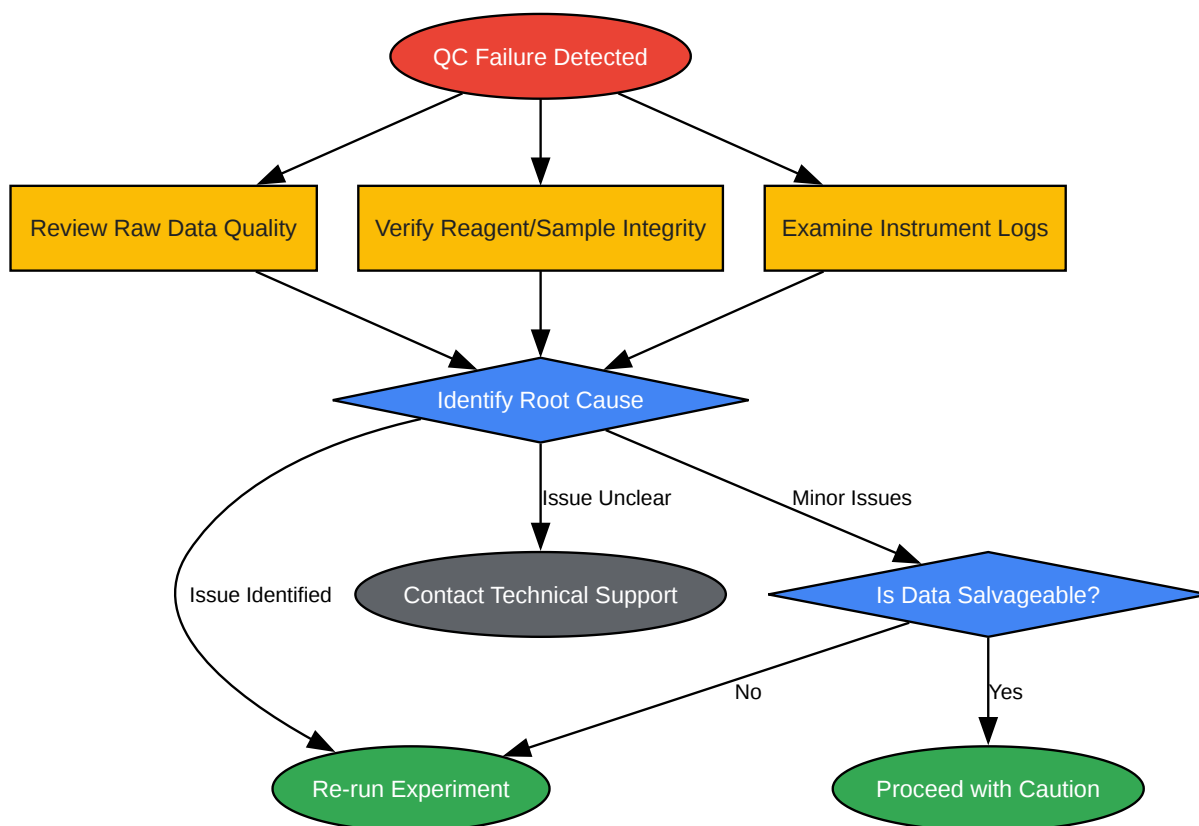 QC Failure Detected
Review Raw Data Quality
Verify Reagent/Sample Integrity
Examine Instrument Logs
Identify Root Cause
Issue Unclear
Minor Issues
Issue Identified
Contact Technical Support
Is Data Salvageable?
No
Yes
Re-run Experiment
Proceed with Caution